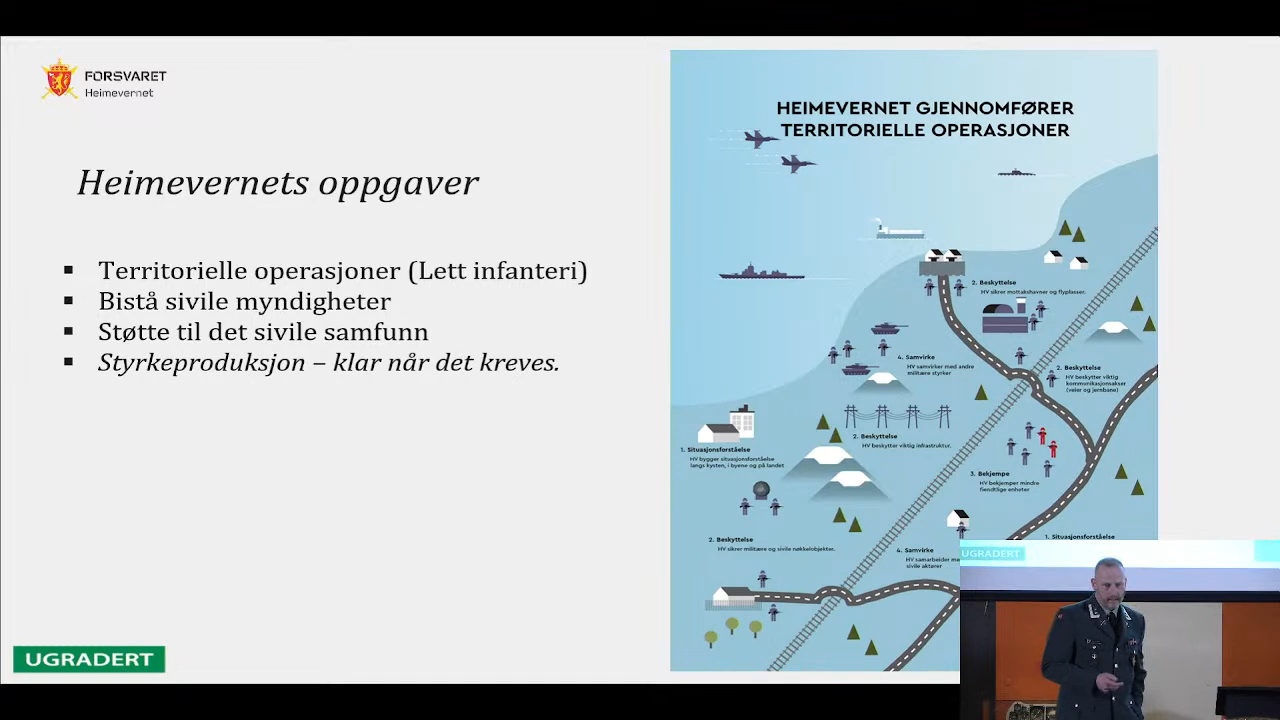 FORSVARET
Heimevernet
Heimevernets oppgaver
▪ Territorielle operasjoner (Lett infanteri)
▪ Bistå sivile myndigheter
▪ Støtte til det sivile samfunn
▪ Styrkeproduksjon – klar når det kreves.
UGRADERT
HEIMEVERNET GJENNOMFØRER
TERRITORIELLE OPERASJONER
2. Beskyttelse
HV sikrer mottakshavner og flyplasser.
4. Samvirke
HV samvirker med andre
militære styrker
2. Beskyttelse
HV beskytter viktig
kommunikasjonsakser
(veier og jernbane)
2. Beskyttelse
HV beskytter viktig infrastruktur.
1. Situasjonsforståelse
HV bygger situasjonsforståelse
langs kysten, i byene og på landet
3. Bekjempe
HV bekjemper mindre
fiendtlige enheter
2. Beskyttelse
HV sikrer militære og sivile nøkkelobjekter.
4. Samvirke
HV samarbeider me
sivile aktører
1. Situasjonsforståelse
UGRADERT